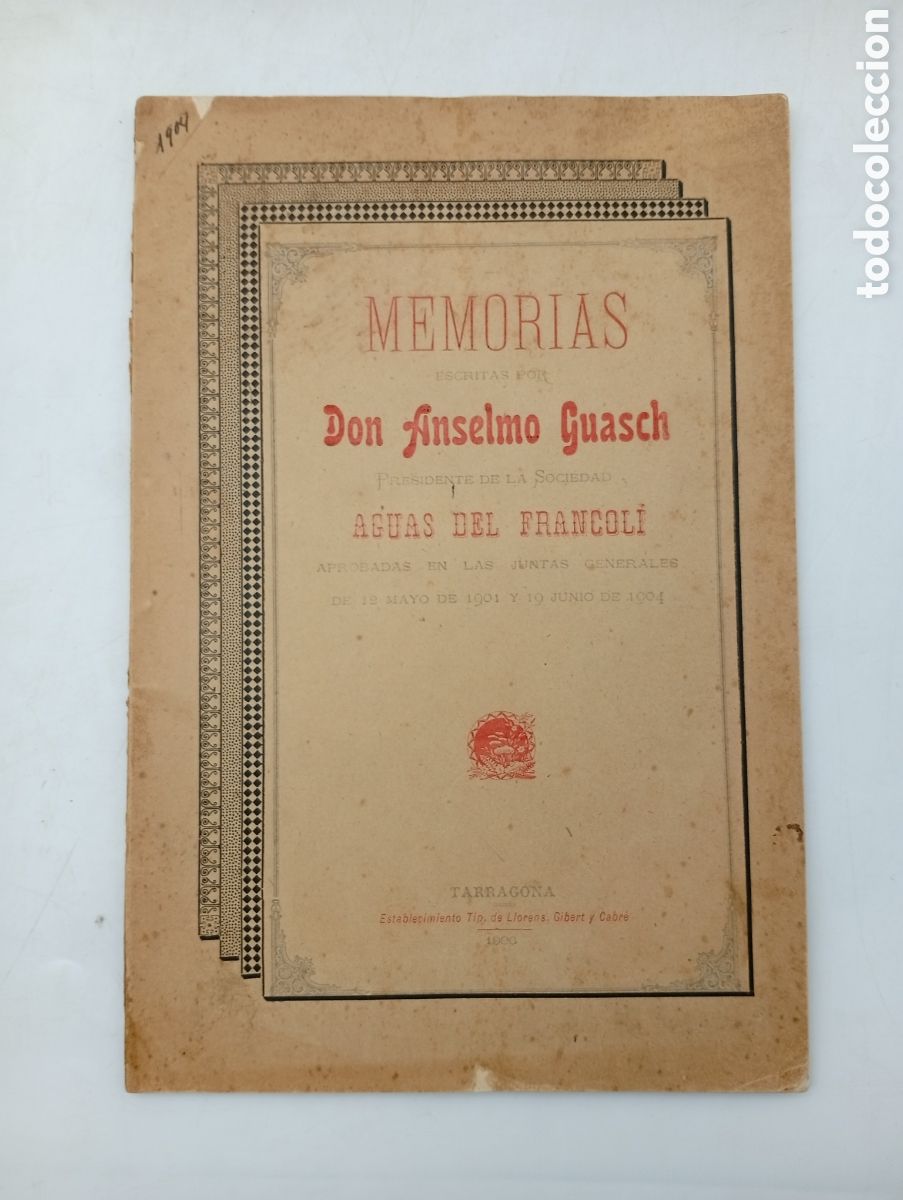 1904
MEMORIAS
ESCRITAS POR
Don Anselmo Guasch
PRESIDENTE DE LA SOCIEDAD
AGUAS DEL FRANCOLÍ
APROBADAS EN LAS JUNTAS GENERALES
DE 12 MAYO DE 1901 Y 19 JUNIO DE 1904
TARRAGONA
Establecimiento Tip. de Llorens, Gibert y Cabré
todocoleccion